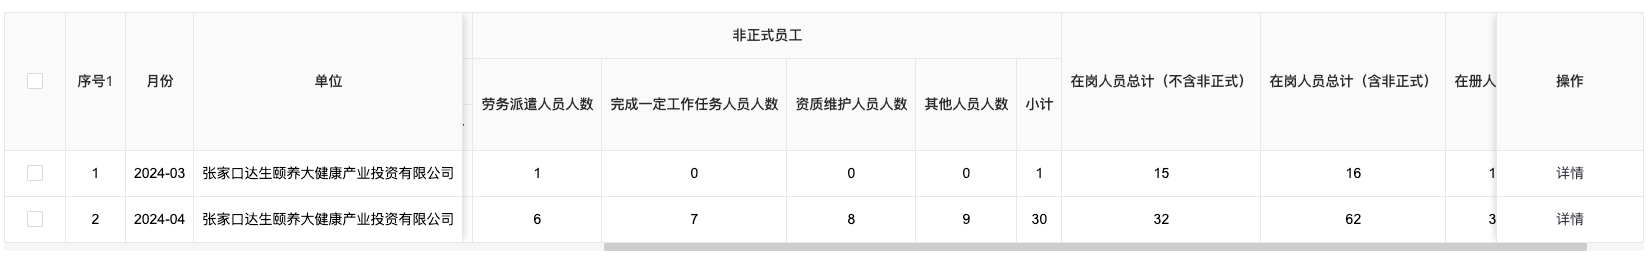 非正式员工
序号1 月份 单位 在岗人员总计（不含非正式） 在岗人员总计（含非正式） 在册人 操作
劳务派遣人员人数 完成一定工作任务人员人数 资质维护人员人数 其他人员人数 小计
1 2024-03 张家口达生颐养大健康产业投资有限公司 1 0 0 0 1 15 16 1 详情
2 2024-04 张家口达生颐养大健康产业投资有限公司 6 7 8 9 30 32 62 3 详情